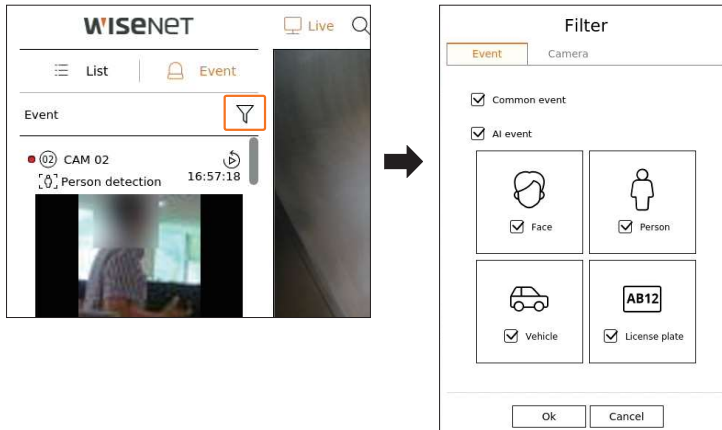 WISENET
Live
List
Event
Event
02 CAM 02
Person detection
16:57:18
Filter
Event
Camera
Common event
AI event
Face
Person
Vehicle
AB12
License plate
Ok
Cancel